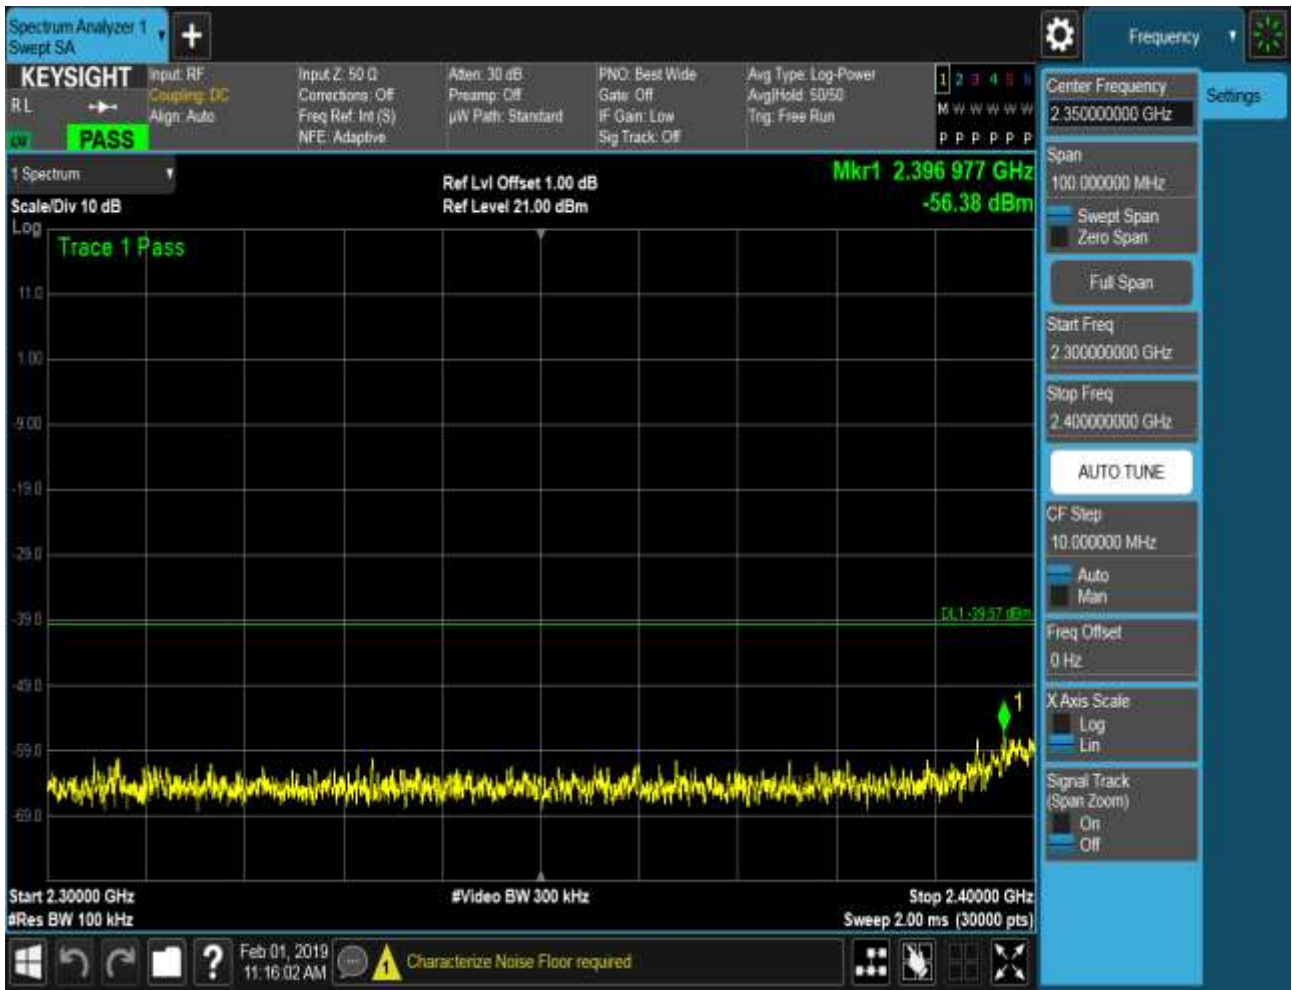 Spectrum Analyzer 1
Swept SA
Frequency
KEYSIGHT
R L
LXI
PASS
Input: RF
Coupling: DC
Align: Auto
Input Z: 50 Ω
Corrections: Off
Freq Ref: Int (S)
NFE: Adaptive
Atten: 30 dB
Preamp: Off
µW Path: Standard
PNO: Best Wide
Gate: Off
IF Gain: Low
Sig Track: Off
Avg Type: Log-Power
Avg|Hold: 50/50
Trig: Free Run
1 2 3 4 5 6
M W W W W W
P P P P P P
1 Spectrum
Scale/Div 10 dB
Ref Lvl Offset 1.00 dB
Ref Level 21.00 dBm
Mkr1 2.396 977 GHz
-56.38 dBm
Log
Trace 1 Pass
11.0
1.00
-9.00
-19.0
-29.0
-39.0
-49.0
-59.0
-69.0
DL1 -39.57 dBm
1
Start 2.30000 GHz
#Res BW 100 kHz
#Video BW 300 kHz
Stop 2.40000 GHz
Sweep 2.00 ms (30000 pts)
Center Frequency
2.350000000 GHz
Settings
Span
100.000000 MHz
Swept Span
Zero Span
Full Span
Start Freq
2.300000000 GHz
Stop Freq
2.400000000 GHz
AUTO TUNE
CF Step
10.000000 MHz
Auto
Man
Freq Offset
0 Hz
X Axis Scale
Log
Lin
Signal Track
(Span Zoom)
On
Off
?
Feb 01, 2019
11:16:02 AM
1
Characterize Noise Floor required